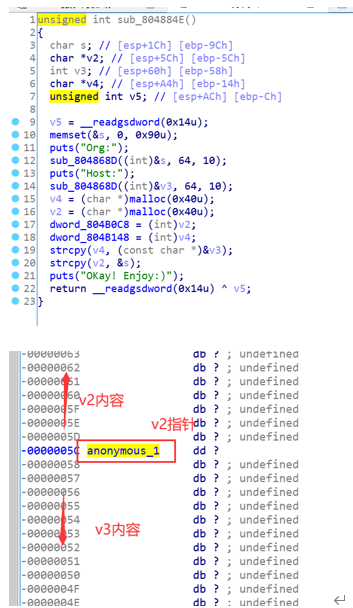 1 unsigned int sub_804884E()
2 {
3 char s; // [esp+1Ch] [ebp-9Ch]
4 char *v2; // [esp+5Ch] [ebp-5Ch]
5 int v3; // [esp+60h] [ebp-58h]
6 char *v4; // [esp+A4h] [ebp-14h]
7 unsigned int v5; // [esp+ACh] [ebp-Ch]
8
9 v5 = __readgsdword(0x14u);
10 memset(&s, 0, 0x90u);
11 puts("Org:");
12 sub_804868D((int)&s, 64, 10);
13 puts("Host:");
14 sub_804868D((int)&v3, 64, 10);
15 v4 = (char *)malloc(0x40u);
16 v2 = (char *)malloc(0x40u);
17 dword_804B0C8 = (int)v2;
18 dword_804B148 = (int)v4;
19 strcpy(v4, (const char *)&v3);
20 strcpy(v2, &s);
21 puts("OKay! Enjoy:)");
22 return __readgsdword(0x14u) ^ v5;
23 }
-00000063 db ? ; undefined
-00000062 db ? ; undefined
-00000061 db ? ; undefined
-00000060 db ? ; undefined
v2内容
-0000005F db ? ; undefined
-0000005E db ? ; undefined
v2指针
-0000005D db ? ; undefined
-0000005C anonymous_1 dd ?
-00000058 db ? ; undefined
-00000057 db ? ; undefined
-00000056 db ? ; undefined
-00000055 db ? ; undefined
-00000054 db ? ; undefined
-00000053 db ? ; undefined
v3内容
-00000052 db ? ; undefined
-00000051 db ? ; undefined
-00000050 db ? ; undefined
-0000004F db ? ; undefined
-0000004E db ? ; undefined